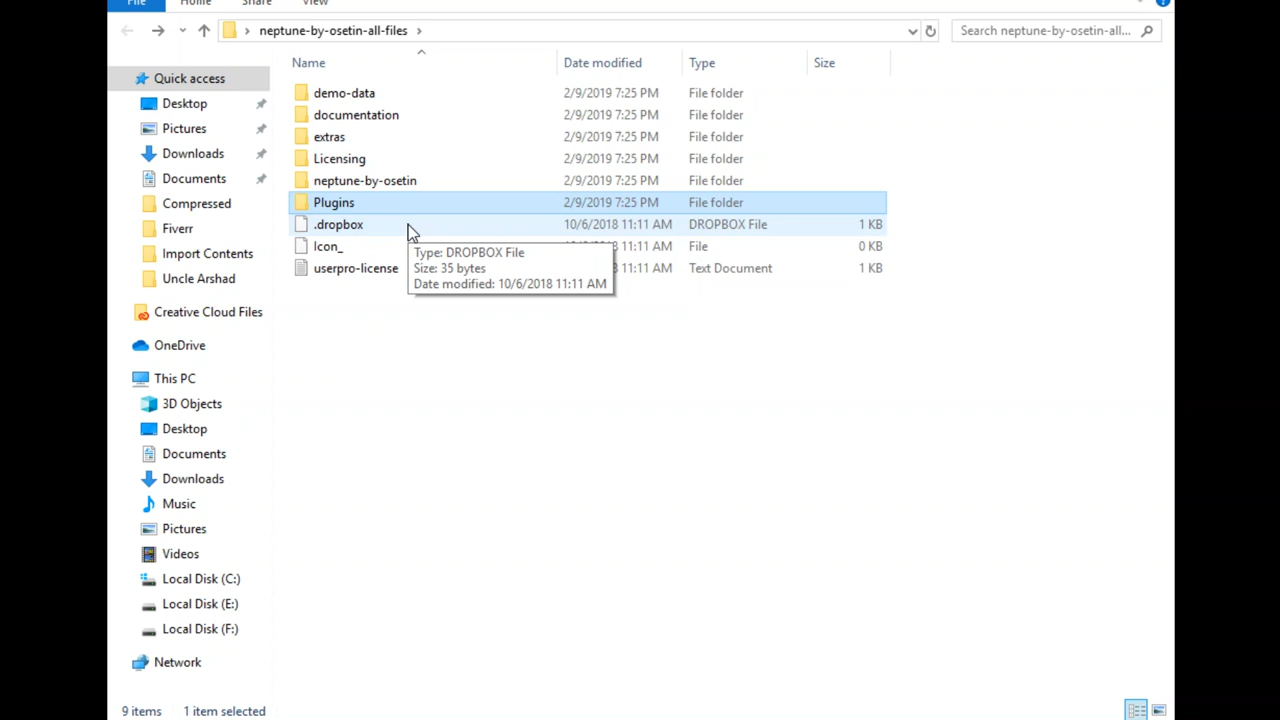 File Home Share View
neptune-by-osetin-all-files
Search neptune-by-osetin-all...
Name Date modified Type Size
Quick access
Desktop
Pictures
Downloads
Documents
Compressed
Fiverr
Import Contents
Uncle Arshad
Creative Cloud Files
OneDrive
This PC
3D Objects
Desktop
Documents
Downloads
Music
Pictures
Videos
Local Disk (C:)
Local Disk (E:)
Local Disk (F:)
Network
demo-data 2/9/2019 7:25 PM File folder
documentation 2/9/2019 7:25 PM File folder
extras 2/9/2019 7:25 PM File folder
Licensing 2/9/2019 7:25 PM File folder
neptune-by-osetin 2/9/2019 7:25 PM File folder
Plugins 2/9/2019 7:25 PM File folder
.dropbox 10/6/2018 11:11 AM DROPBOX File 1 KB
Icon_ 11:11 AM File 0 KB
userpro-license 11:11 AM Text Document 1 KB
Type: DROPBOX File
Size: 35 bytes
Date modified: 10/6/2018 11:11 AM
9 items 1 item selected